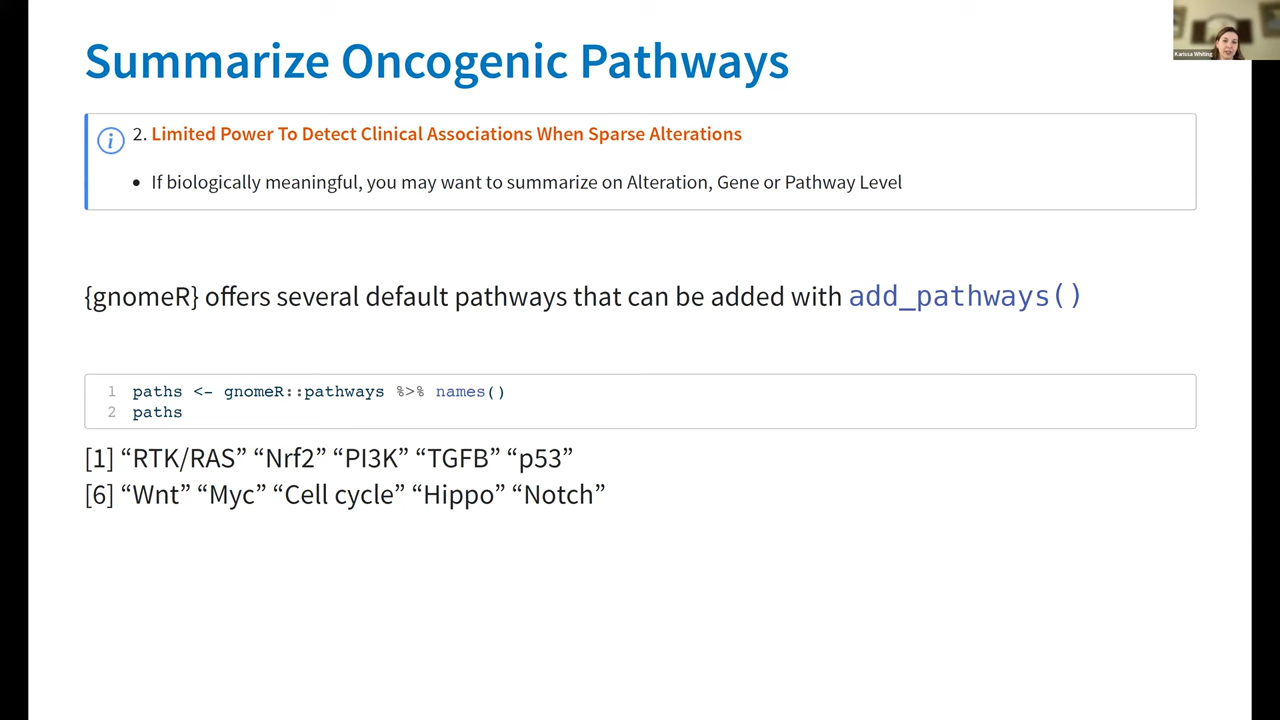 Summarize Oncogenic Pathways
Karissa Whiting
2. Limited Power To Detect Clinical Associations When Sparse Alterations
• If biologically meaningful, you may want to summarize on Alteration, Gene or Pathway Level
{gnomeR} offers several default pathways that can be added with add_pathways()
1 paths <- gnomeR::pathways %>% names()
2 paths
[1] “RTK/RAS” “Nrf2” “PI3K” “TGFB” “p53”
[6] “Wnt” “Myc” “Cell cycle” “Hippo” “Notch”